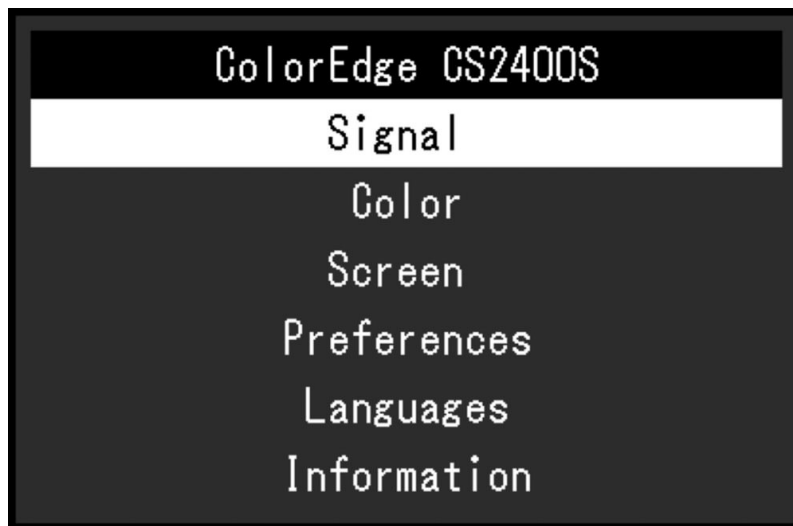 ColorEdge CS2400S
Signal
Color
Screen
Preferences
Languages
Information